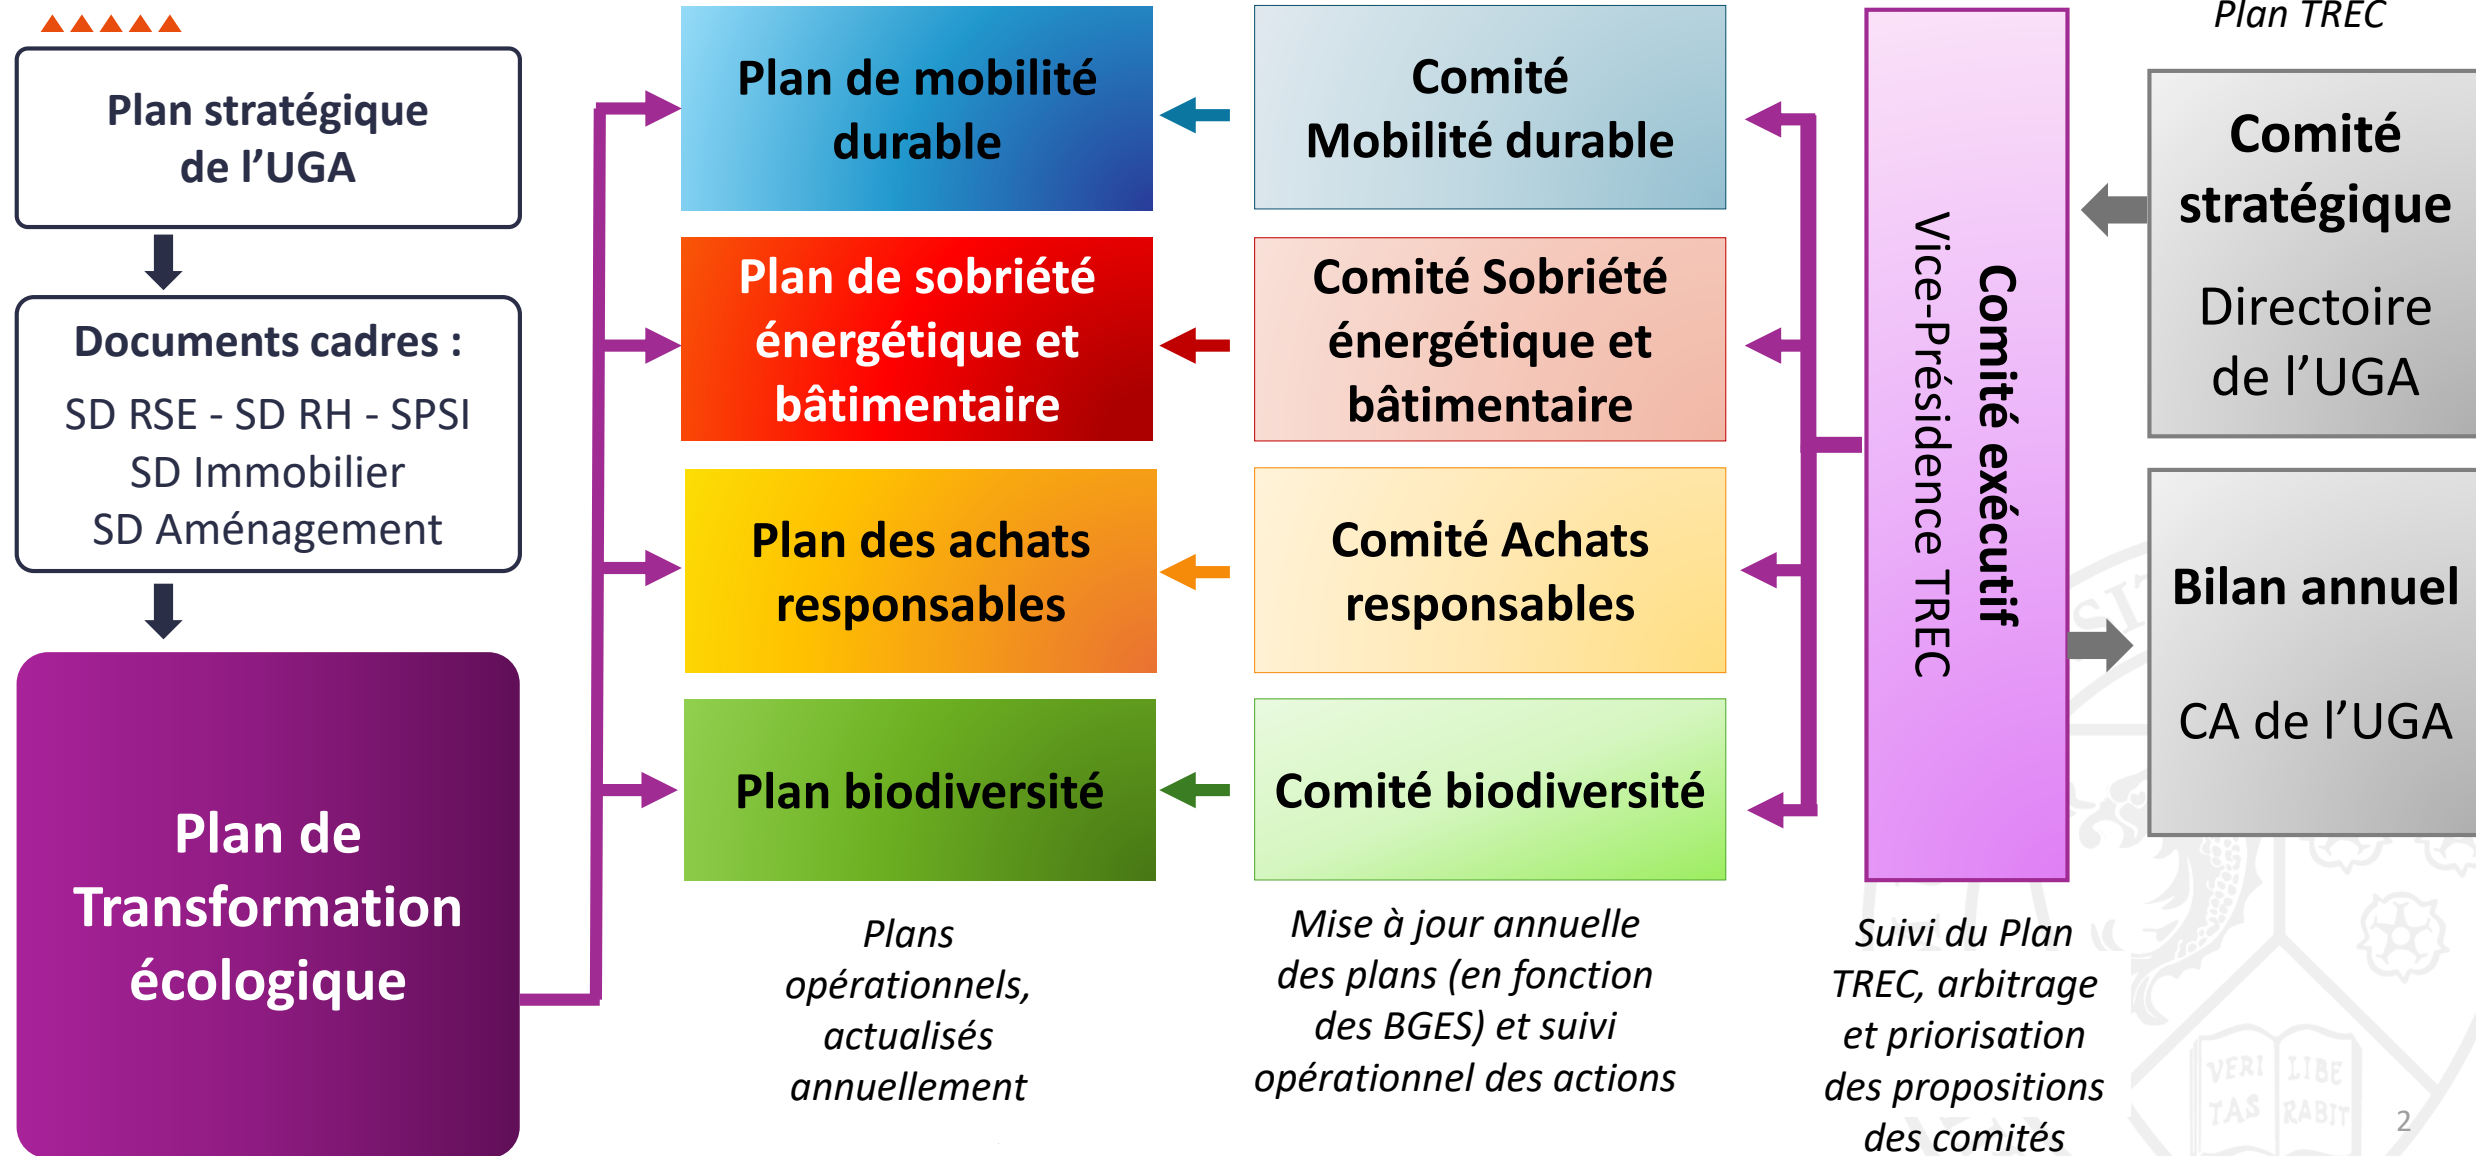 Plan stratégique
de l’UGA
Documents cadres :
SD RSE - SD RH - SPSI
SD Immobilier
SD Aménagement
Plan de
Transformation
écologique
Plan de mobilité
durable
Plan de sobriété
énergétique et
bâtimentaire
Plan des achats
responsables
Plan biodiversité
Plans
opérationnels,
actualisés
annuellement
Comité
Mobilité durable
Comité Sobriété
énergétique et
bâtimentaire
Comité Achats
responsables
Comité biodiversité
Mise à jour annuelle
des plans (en fonction
des BGES) et suivi
opérationnel des actions
Comité exécutif
Vice-Présidence TREC
Suivi du Plan
TREC, arbitrage
et priorisation
des propositions
des comités
Plan TREC
Comité
stratégique
Directoire
de l’UGA
Bilan annuel
CA de l’UGA
VERI LIBE
TAS RABIT
2